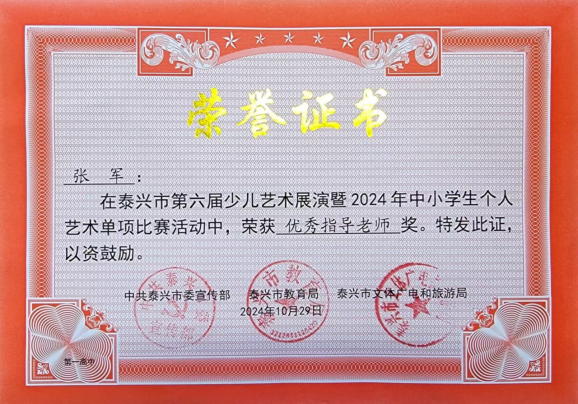 荣誉证书
张 军：
在泰兴市第六届少儿艺术展演暨2024年中小学生个人
艺术单项比赛活动中，荣获 优秀指导老师 奖。特发此证，
以资鼓励。
中共泰兴市委宣传部 泰兴市教育局 泰兴市文体广电和旅游局
2024年10月29日
第一高中